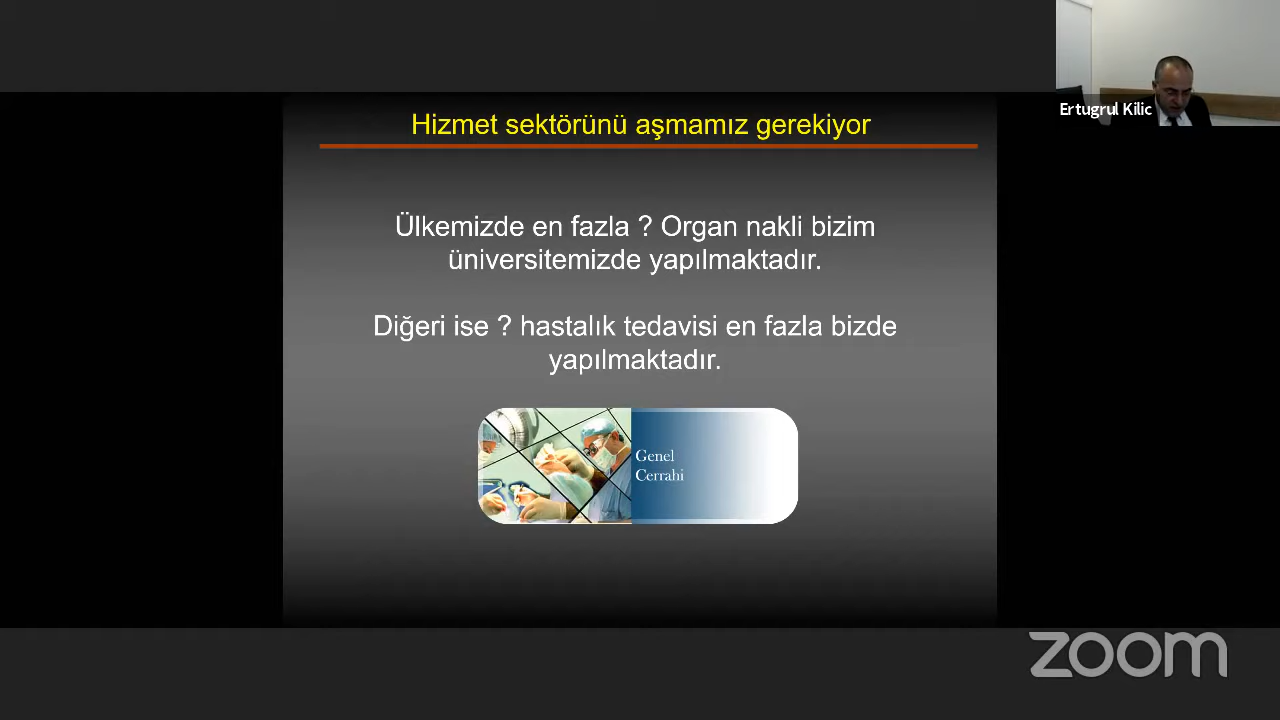 Ertugrul Kilic
Hizmet sektörünü aşmamız gerekiyor
Ülkemizde en fazla ? Organ nakli bizim
üniversitemizde yapılmaktadır.
Diğeri ise ? hastalık tedavisi en fazla bizde
yapılmaktadır.
Genel
Cerrahi
zoom